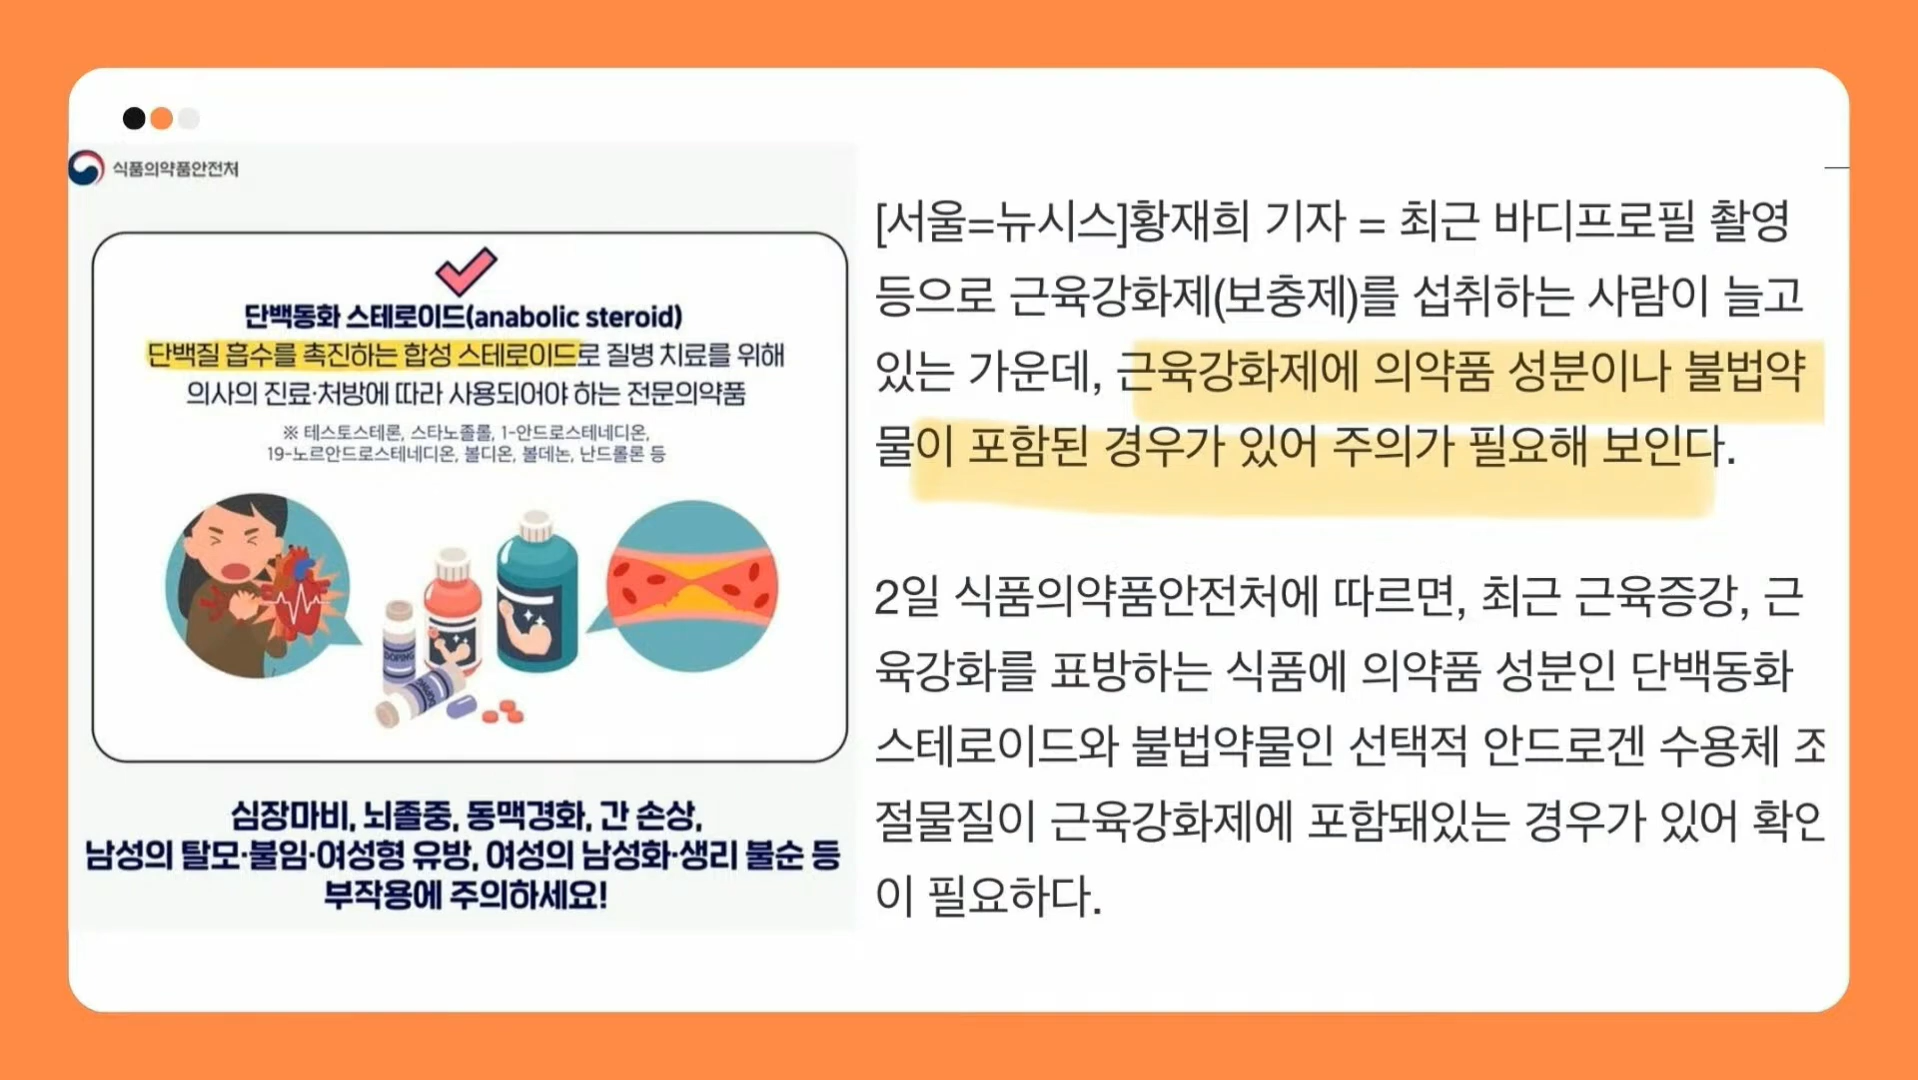 식품의약품안전처
단백동화 스테로이드(anabolic steroid)
단백질 흡수를 촉진하는 합성 스테로이드로 질병 치료를 위해
의사의 진료·처방에 따라 사용되어야 하는 전문의약품
※ 테스토스테론, 스타노졸롤, 1-안드로스테네디온,
19-노르안드로스테네디온, 볼디온, 볼데논, 난드롤론 등
DOPING
DOPING
심장마비, 뇌졸중, 동맥경화, 간 손상,
남성의 탈모·불임·여성형 유방, 여성의 남성화·생리 불순 등
부작용에 주의하세요!
[서울=뉴시스]황재희 기자 = 최근 바디프로필 촬영
등으로 근육강화제(보충제)를 섭취하는 사람이 늘고
있는 가운데, 근육강화제에 의약품 성분이나 불법약
물이 포함된 경우가 있어 주의가 필요해 보인다.
2일 식품의약품안전처에 따르면, 최근 근육증강, 근
육강화를 표방하는 식품에 의약품 성분인 단백동화
스테로이드와 불법약물인 선택적 안드로겐 수용체 조
절물질이 근육강화제에 포함돼있는 경우가 있어 확인
이 필요하다.